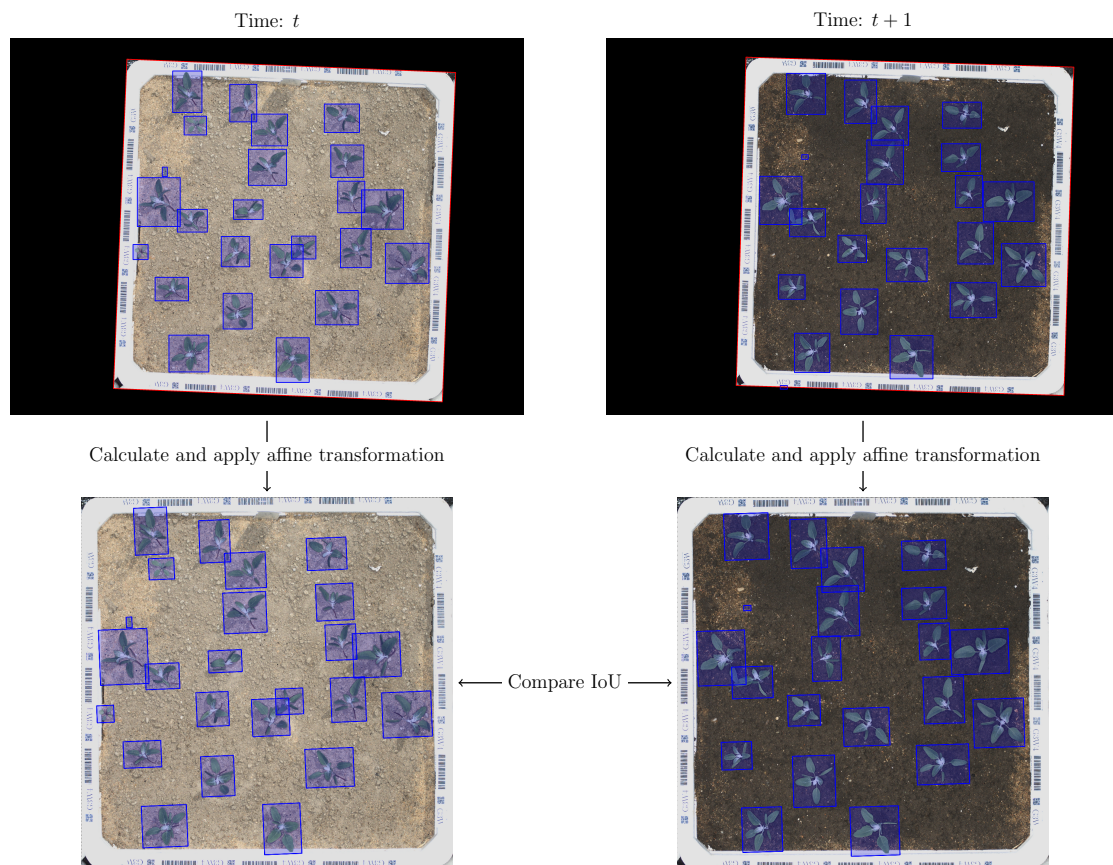 Time: t
Time: t + 1
Calculate and apply affine transformation
Calculate and apply affine transformation
Compare IoU